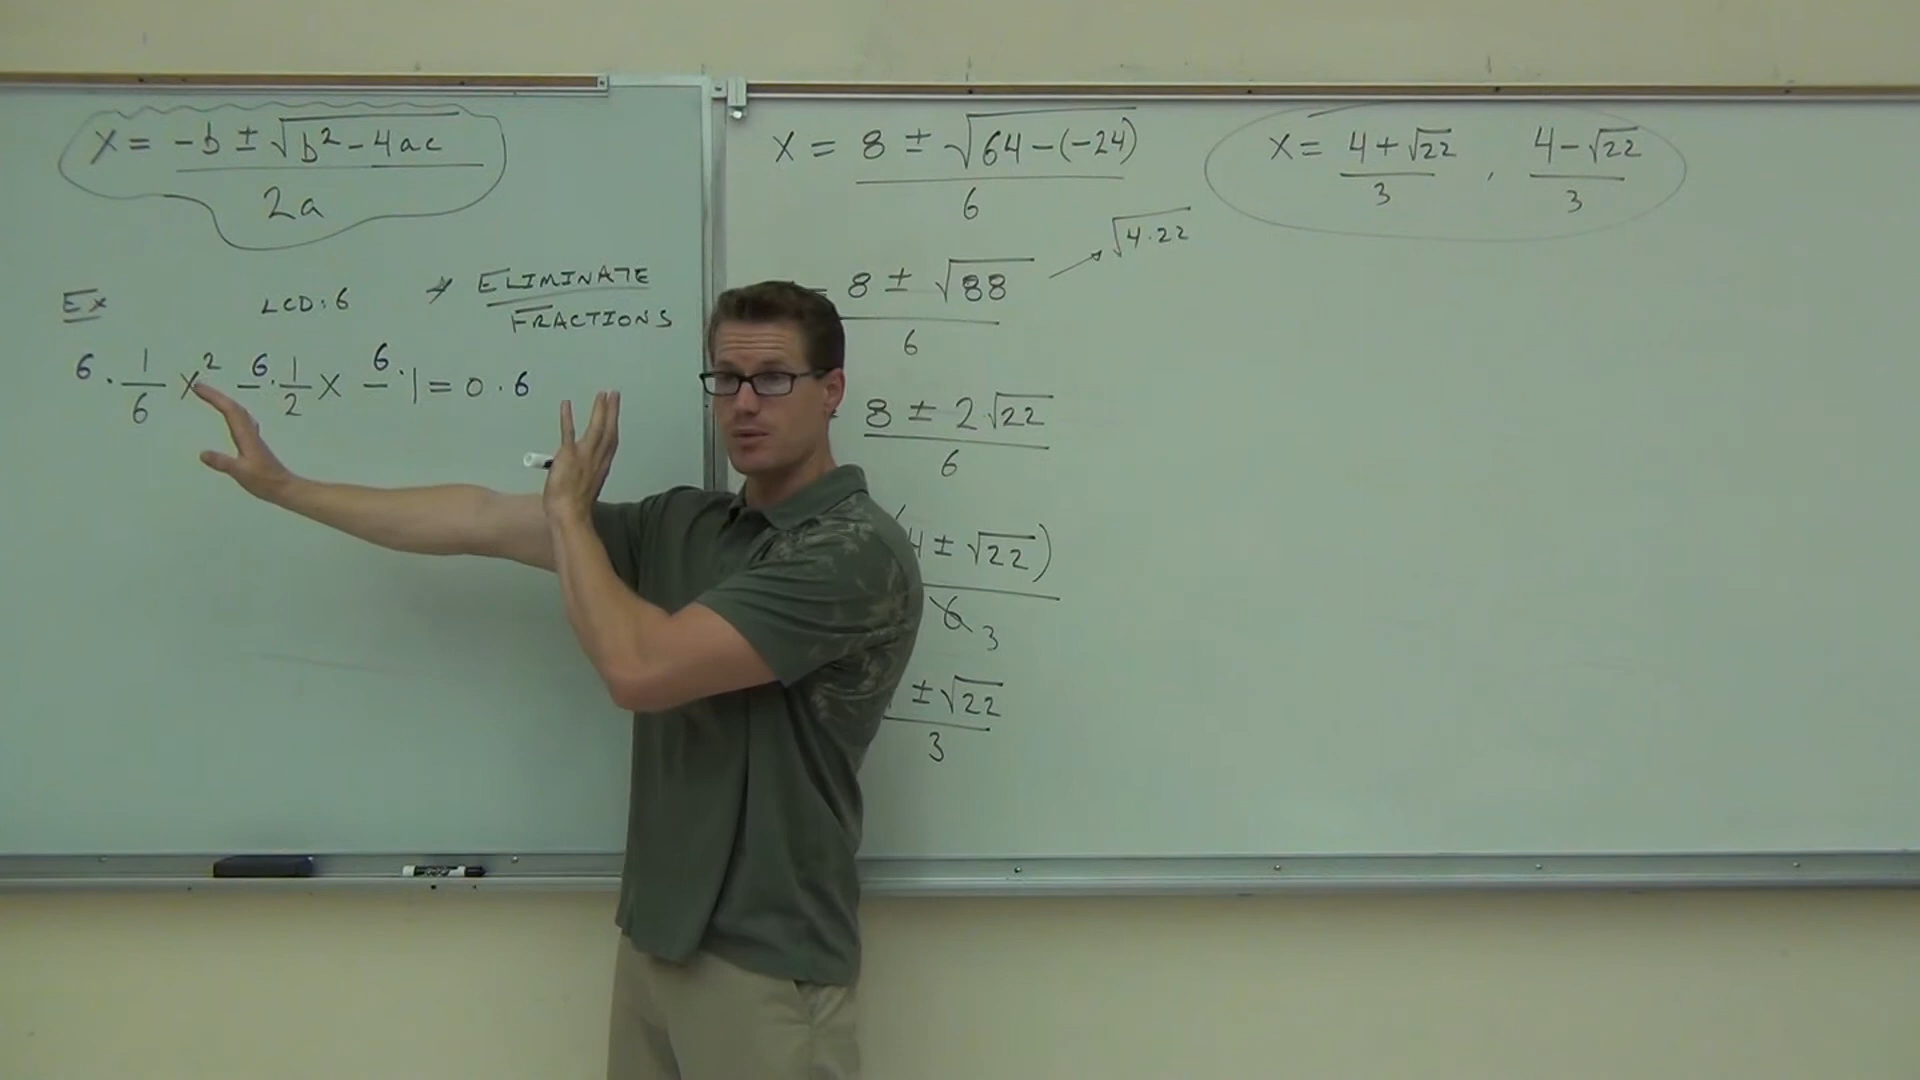 x = -b ± √b² - 4ac
2a
Ex
LCD: 6
→ ELIMINATE
FRACTIONS
6 · 1/6 x² - 6 · 1/2 x - 6 · 1 = 0 · 6
x = 8 ± √64 - (-24)
6
√4 · 22
= 8 ± √88
6
8 ± 2√22
6
4 ± √22)
6 3
± √22
3
x = 4 + √22 / 3 , 4 - √22 / 3